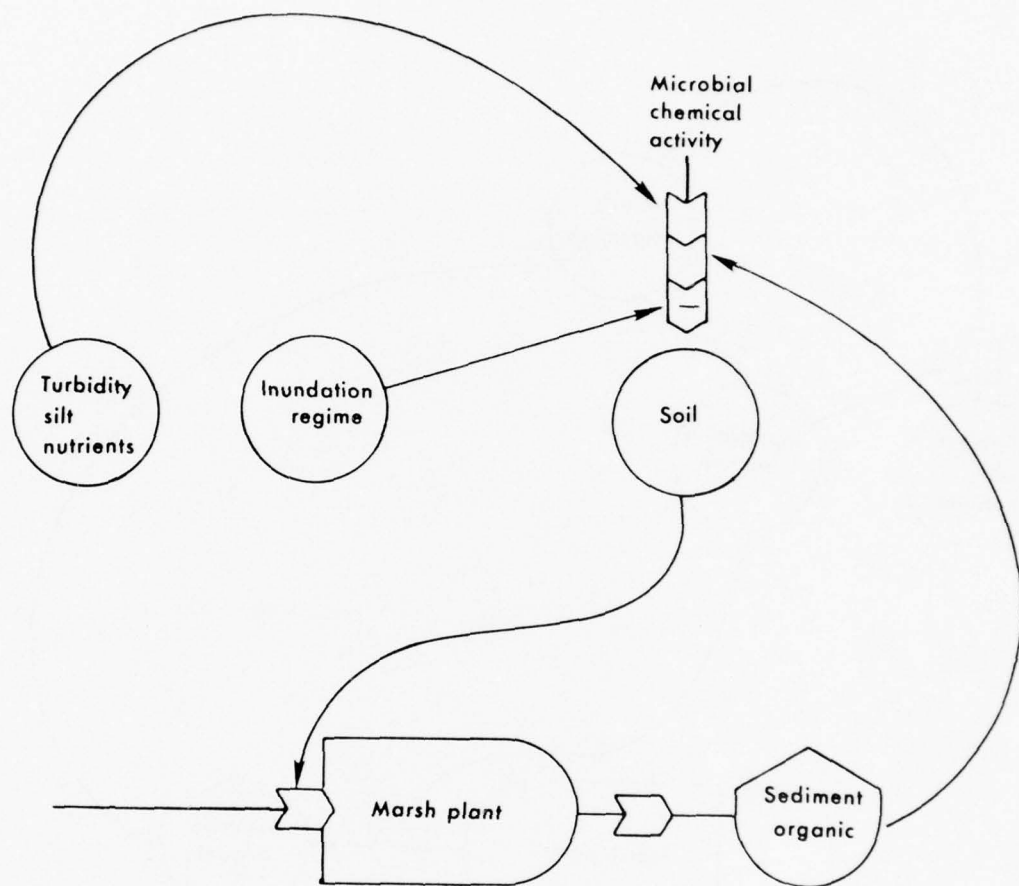 Microbial
chemical
activity
Turbidity
silt
nutrients
Inundation
regime
Soil
Marsh plant
Sediment
organic